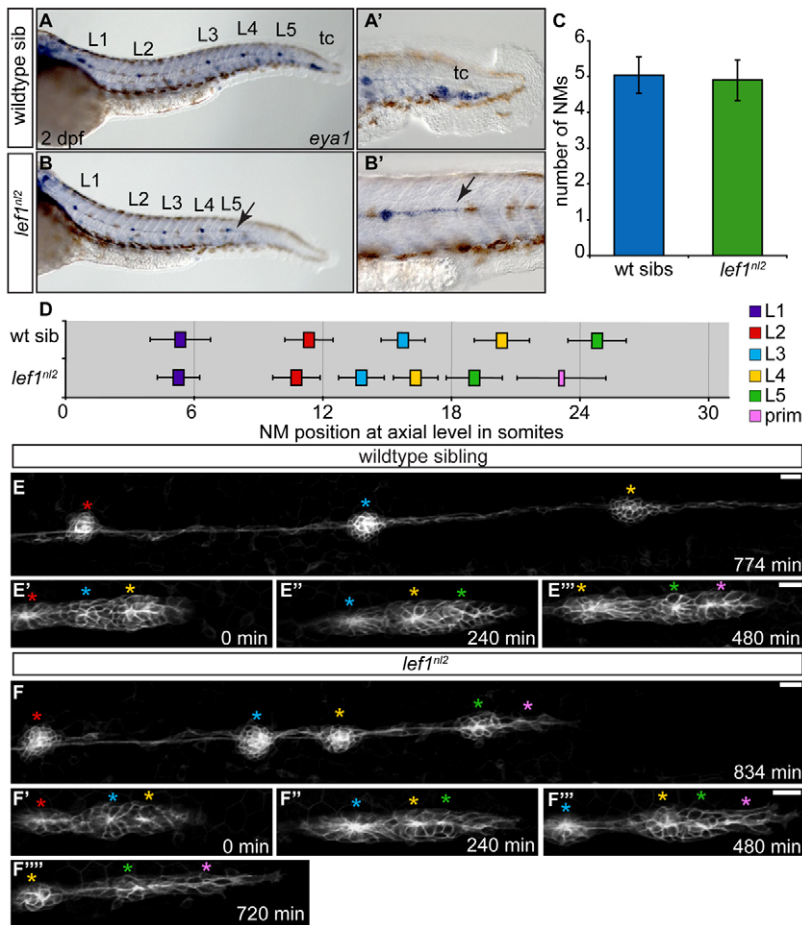 wildtype sib
A
L1
L2
L3
L4
L5
tc
2 dpf
eya1
A'
tc
lef1nl2
B
L1
L2
L3
L4
L5
B'
C
number of NMs
6
5
4
3
2
1
0
wt sibs
lef1nl2
D
wt sib
lef1nl2
0
6
12
18
24
30
NM position at axial level in somites
L1
L2
L3
L4
L5
prim
wildtype sibling
E
*
*
*
774 min
E'
* * *
0 min
E''
* * *
240 min
E'''
* * *
480 min
lef1nl2
F
* * * * *
834 min
F'
* * *
0 min
F''
* * *
240 min
F'''
* * * *
480 min
F''''
* * *
720 min